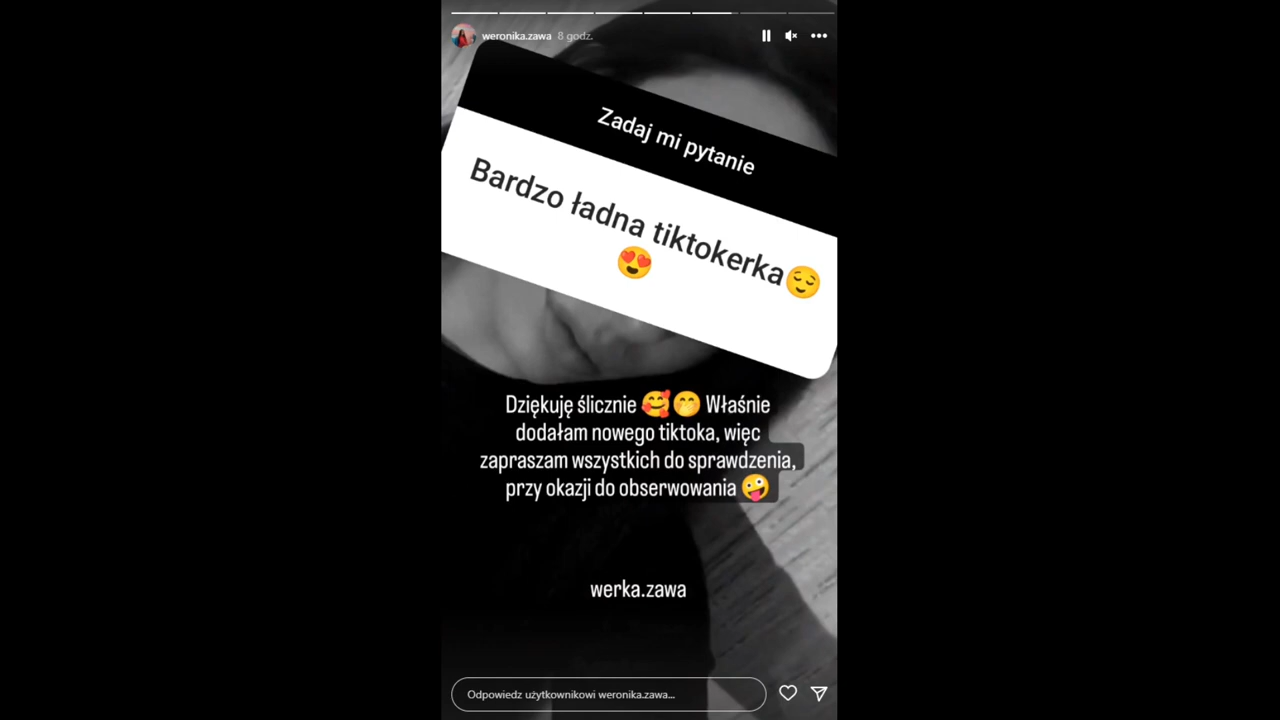 weronika.zawa 8 godz.
Zadaj mi pytanie
Bardzo ładna tiktokerka😌
😍
Dziękuję ślicznie 🥰🤭 Właśnie
dodałam nowego tiktoka, więc
zapraszam wszystkich do sprawdzenia,
przy okazji do obserwowania 🤪
werka.zawa
Odpowiedz użytkownikowi weronika.zawa...